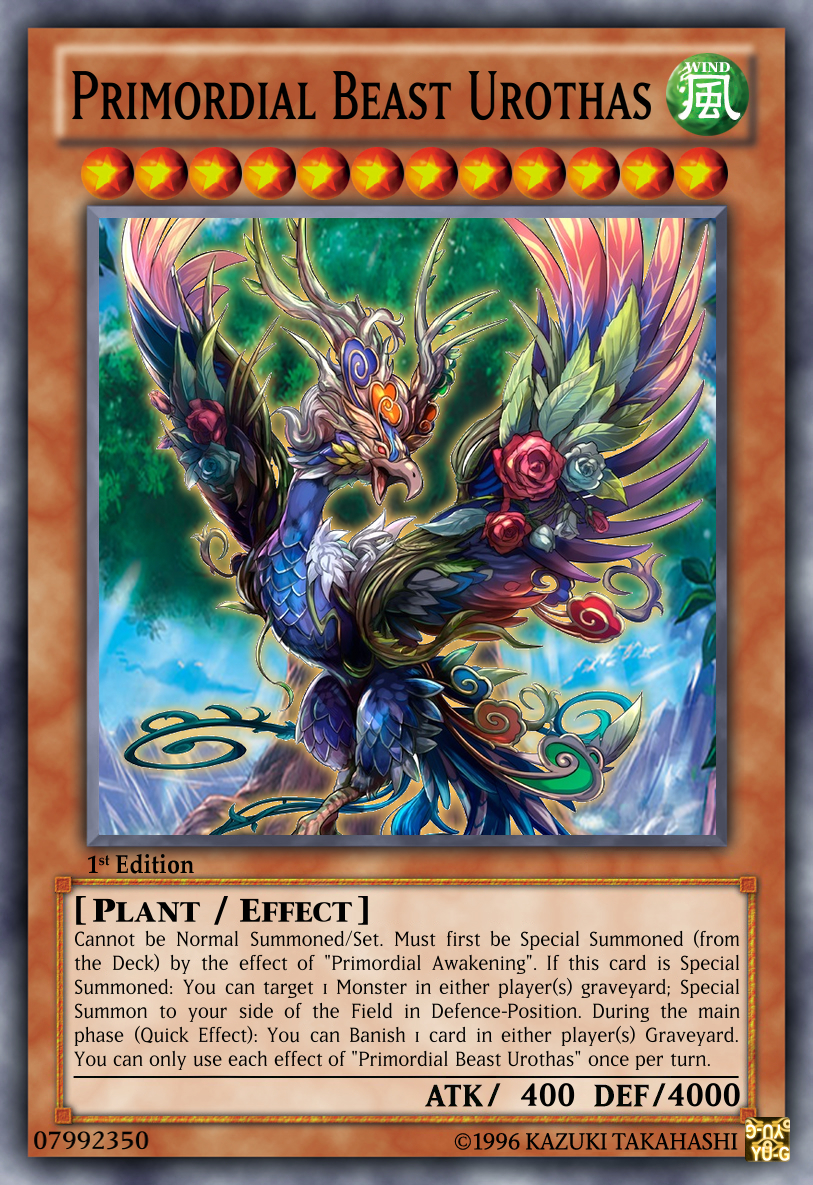 Primordial Beast Urothas
WIND
風
1st Edition
[ Plant / Effect ]
Cannot be Normal Summoned/Set. Must first be Special Summoned (from
the Deck) by the effect of "Primordial Awakening". If this card is Special
Summoned: You can target 1 Monster in either player(s) graveyard; Special
Summon to your side of the Field in Defence-Position. During the main
phase (Quick Effect): You can Banish 1 card in either player(s) Graveyard.
You can only use each effect of "Primordial Beast Urothas" once per turn.
ATK/ 400 DEF/4000
07992350
©1996 KAZUKI TAKAHASHI